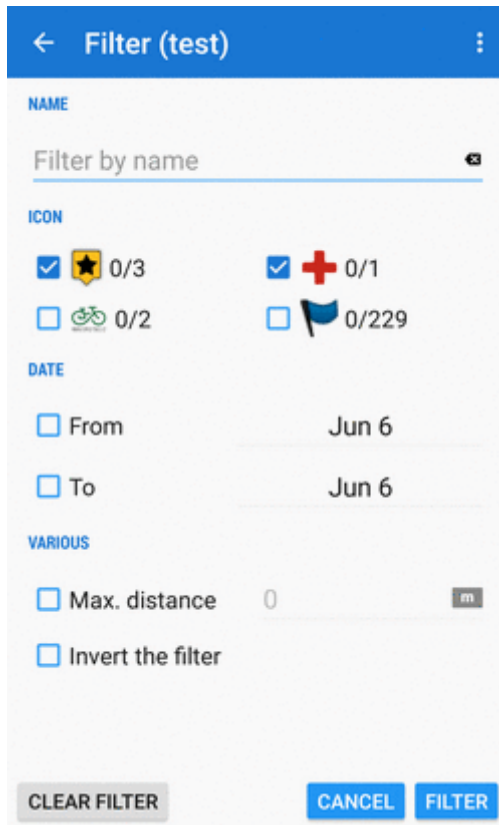 Filter (test)
NAME
Filter by name
ICON
0/3 0/1
0/2 0/229
DATE
From Jun 6
To Jun 6
VARIOUS
Max. distance 0 m
Invert the filter
CLEAR FILTER CANCEL FILTER